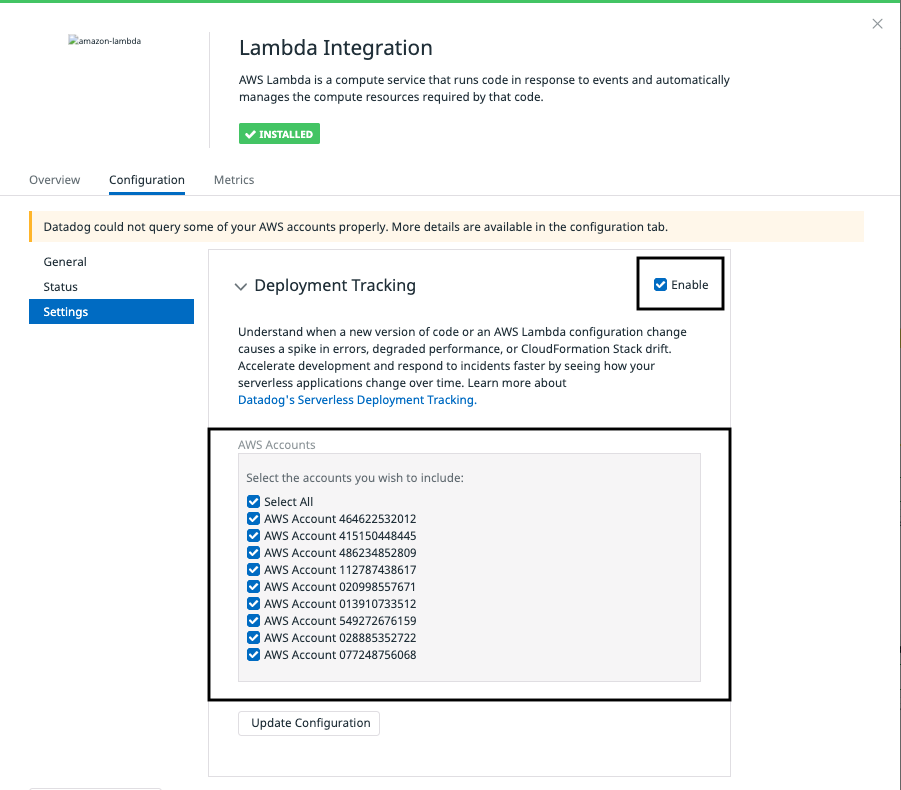 amazon-lambda
Lambda Integration
AWS Lambda is a compute service that runs code in response to events and automatically
manages the compute resources required by that code.
INSTALLED
Overview Configuration Metrics
Datadog could not query some of your AWS accounts properly. More details are available in the configuration tab.
General
Status
Settings
Deployment Tracking
Enable
Understand when a new version of code or an AWS Lambda configuration change
causes a spike in errors, degraded performance, or CloudFormation Stack drift.
Accelerate development and respond to incidents faster by seeing how your
serverless applications change over time. Learn more about
Datadog's Serverless Deployment Tracking.
AWS Accounts
Select the accounts you wish to include:
Select All
AWS Account 464622532012
AWS Account 415150448445
AWS Account 486234852809
AWS Account 112787438617
AWS Account 020998557671
AWS Account 013910733512
AWS Account 549272676159
AWS Account 028885352722
AWS Account 077248756068
Update Configuration